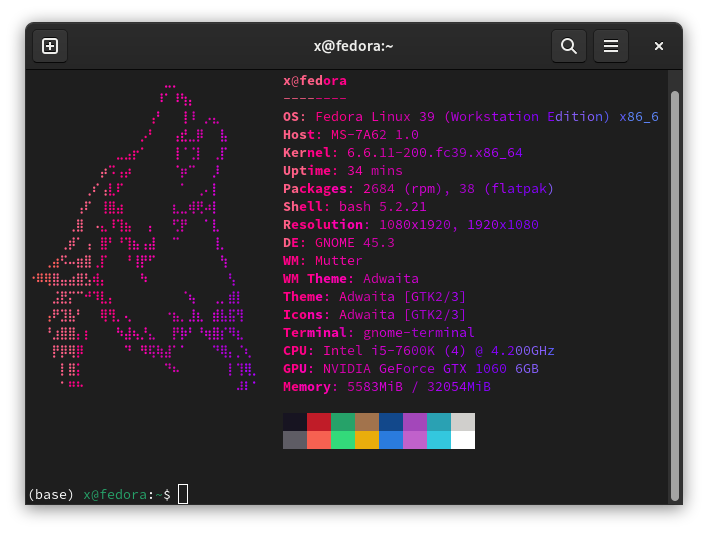 x@fedora:~
x@fedora
--------
OS: Fedora Linux 39 (Workstation Edition) x86_6
Host: MS-7A62 1.0
Kernel: 6.6.11-200.fc39.x86_64
Uptime: 34 mins
Packages: 2684 (rpm), 38 (flatpak)
Shell: bash 5.2.21
Resolution: 1080x1920, 1920x1080
DE: GNOME 45.3
WM: Mutter
WM Theme: Adwaita
Theme: Adwaita [GTK2/3]
Icons: Adwaita [GTK2/3]
Terminal: gnome-terminal
CPU: Intel i5-7600K (4) @ 4.200GHz
GPU: NVIDIA GeForce GTX 1060 6GB
Memory: 5583MiB / 32054MiB
(base) x@fedora:~$